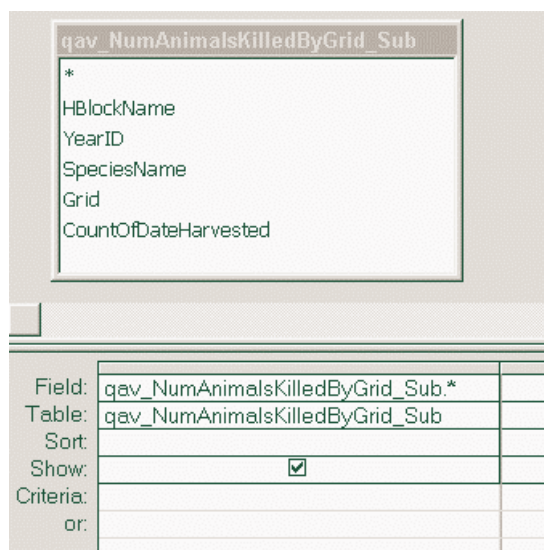 qav_NumAnimalsKilledByGrid_Sub
*
HBlockName
YearID
SpeciesName
Grid
CountOfDateHarvested
Field: qav_NumAnimalsKilledByGrid_Sub.*
Table: qav_NumAnimalsKilledByGrid_Sub
Sort:
Show:
Criteria:
or: